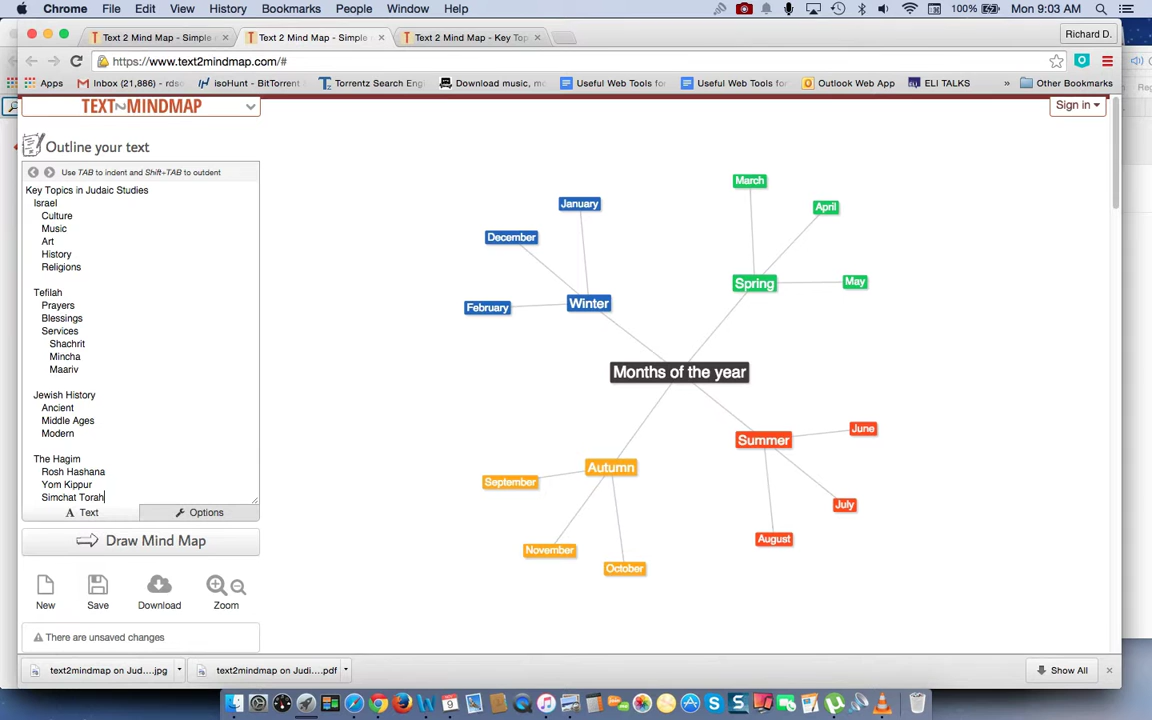 Chrome File Edit View History Bookmarks People Window Help 100% Mon 9:03 AM
Text 2 Mind Map - Simple Text 2 Mind Map - Simple Text 2 Mind Map - Key Top Richard D.
https://www.text2mindmap.com/#
Apps Inbox (21,886) - rdso isoHunt - BitTorrent Torrentz Search Eng Download music, m Useful Web Tools for Useful Web Tools for Outlook Web App ELI TALKS » Other Bookmarks
TEXT2MINDMAP
Sign in
Outline your text
Use TAB to indent and Shift+TAB to outdent
Key Topics in Judaic Studies
Israel
Culture
Music
Art
History
Religions
Tefilah
Prayers
Blessings
Services
Shachrit
Mincha
Maariv
Jewish History
Ancient
Middle Ages
Modern
The Hagim
Rosh Hashana
Yom Kippur
Simchat Torah
A Text
Options
Draw Mind Map
New
Save
Download
Zoom
There are unsaved changes
March
January
April
December
May
Spring
Winter
February
Months of the year
June
Summer
Autumn
September
July
August
November
October
text2mindmap on Jud....jpg
text2mindmap on Judi....pdf
Show All